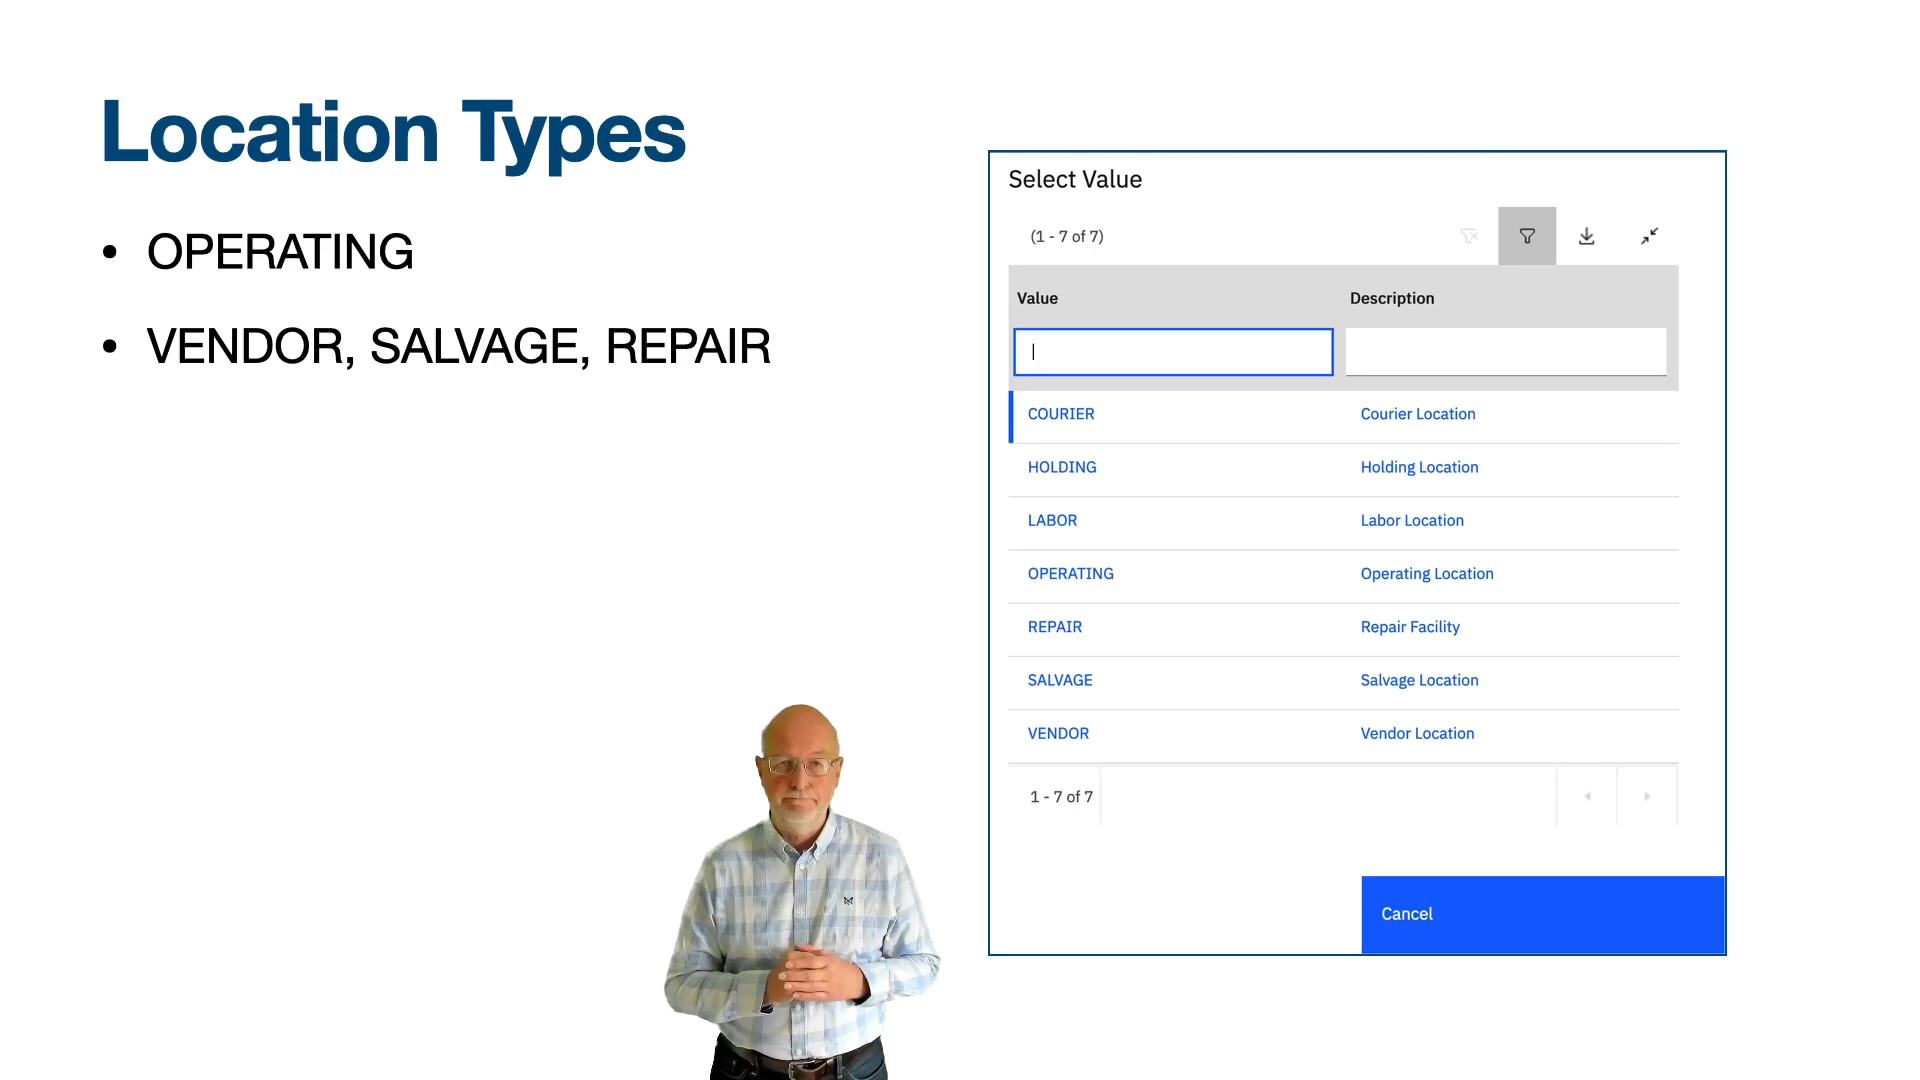 Location Types
• OPERATING
• VENDOR, SALVAGE, REPAIR
Select Value
(1 - 7 of 7)
Value Description
COURIER Courier Location
HOLDING Holding Location
LABOR Labor Location
OPERATING Operating Location
REPAIR Repair Facility
SALVAGE Salvage Location
VENDOR Vendor Location
1 - 7 of 7
Cancel